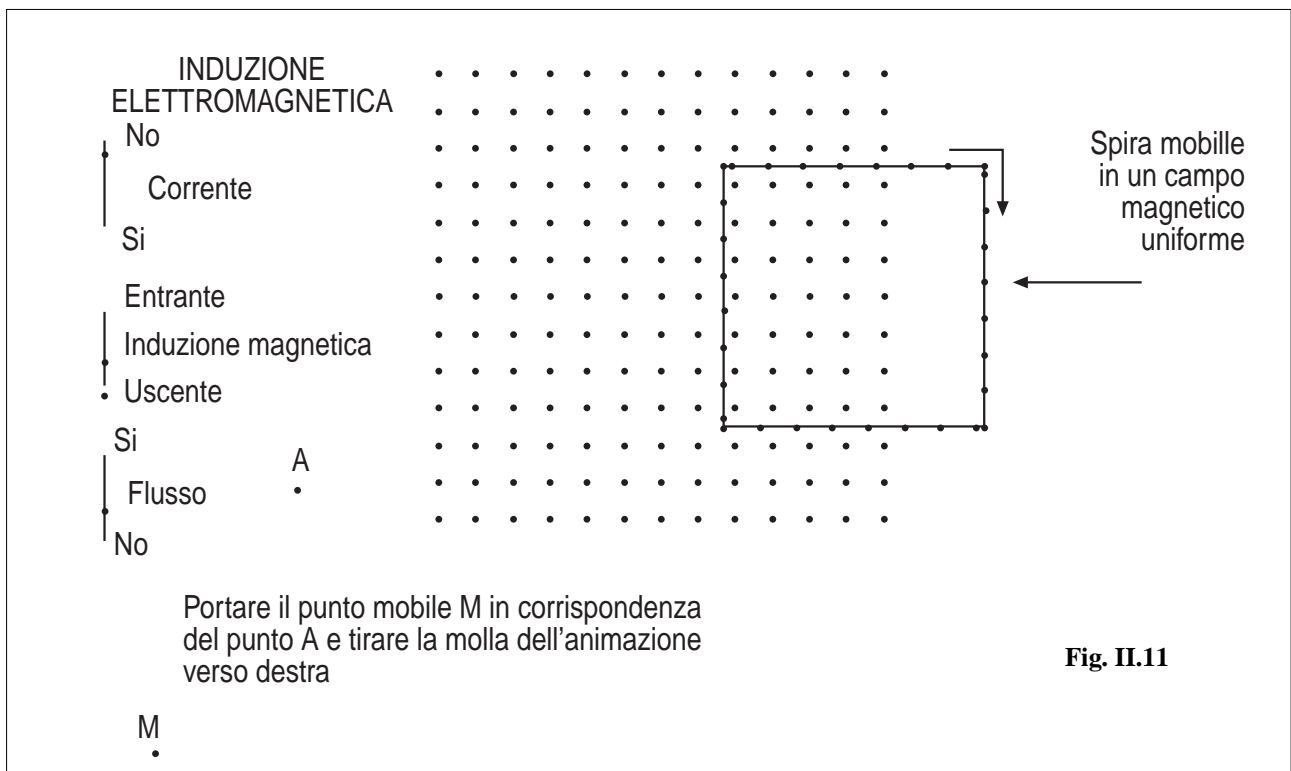 INDUZIONE
ELETTROMAGNETICA
No
Corrente
Si
Entrante
Induzione magnetica
Uscente
Si
Flusso
No
A
Spira mobille
in un campo
magnetico
uniforme
Portare il punto mobile M in corrispondenza
del punto A e tirare la molla dell'animazione
verso destra
Fig. II.11
M